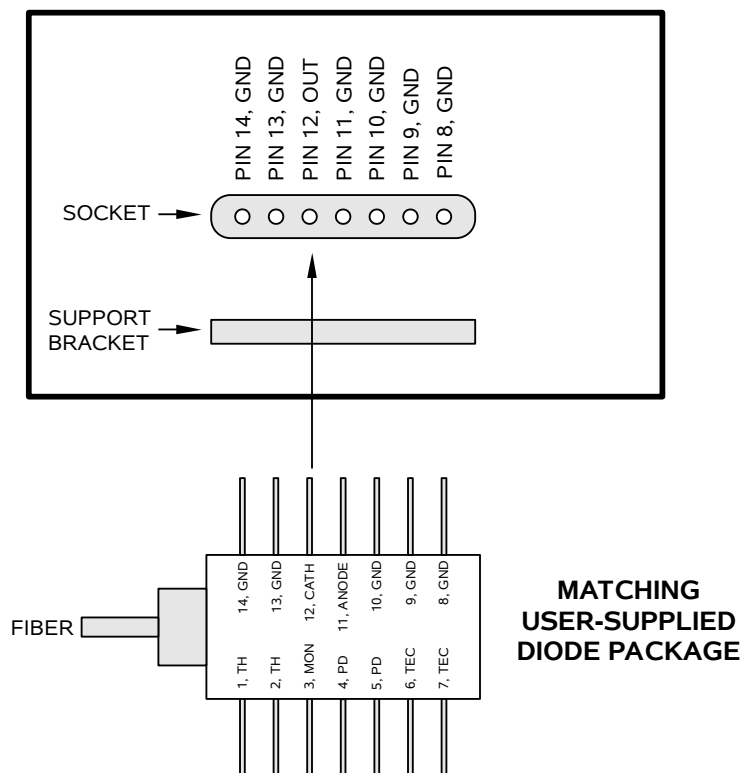 PIN 14, GND
PIN 13, GND
PIN 12, OUT
PIN 11, GND
PIN 10, GND
PIN 9, GND
PIN 8, GND
SOCKET
SUPPORT
BRACKET
14, GND
13, GND
12, CATH
11, ANODE
10, GND
9, GND
8, GND
FIBER
1, TH
2, TH
3, MON
4, PD
5, PD
6, TEC
7, TEC
MATCHING
USER-SUPPLIED
DIODE PACKAGE